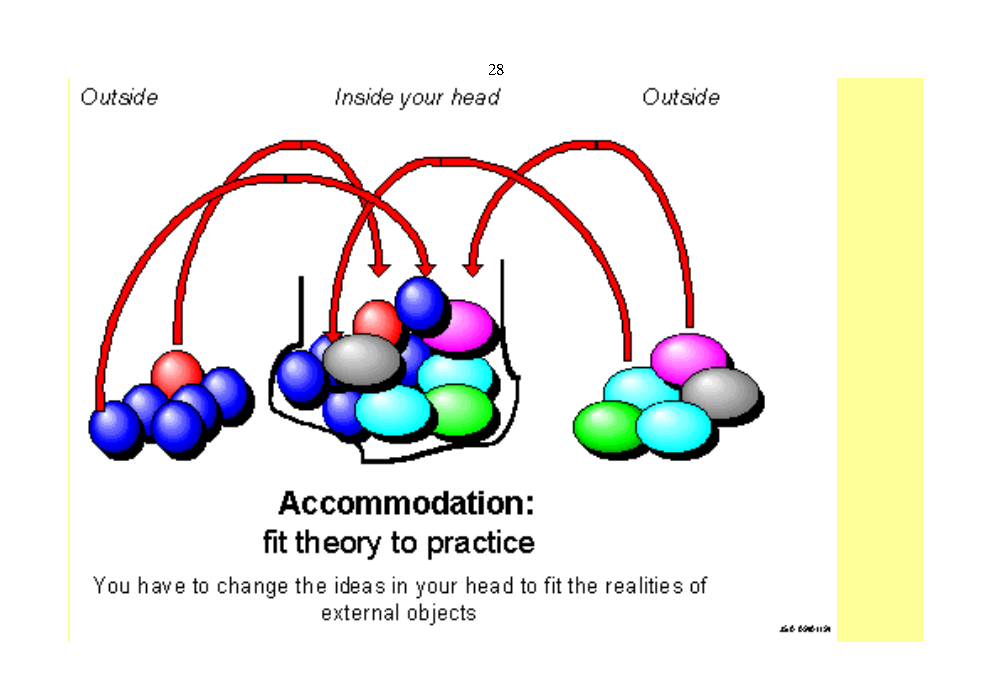 28
Outside Inside your head Outside
Accommodation:
fit theory to practice
You have to change the ideas in your head to fit the realities of
external objects